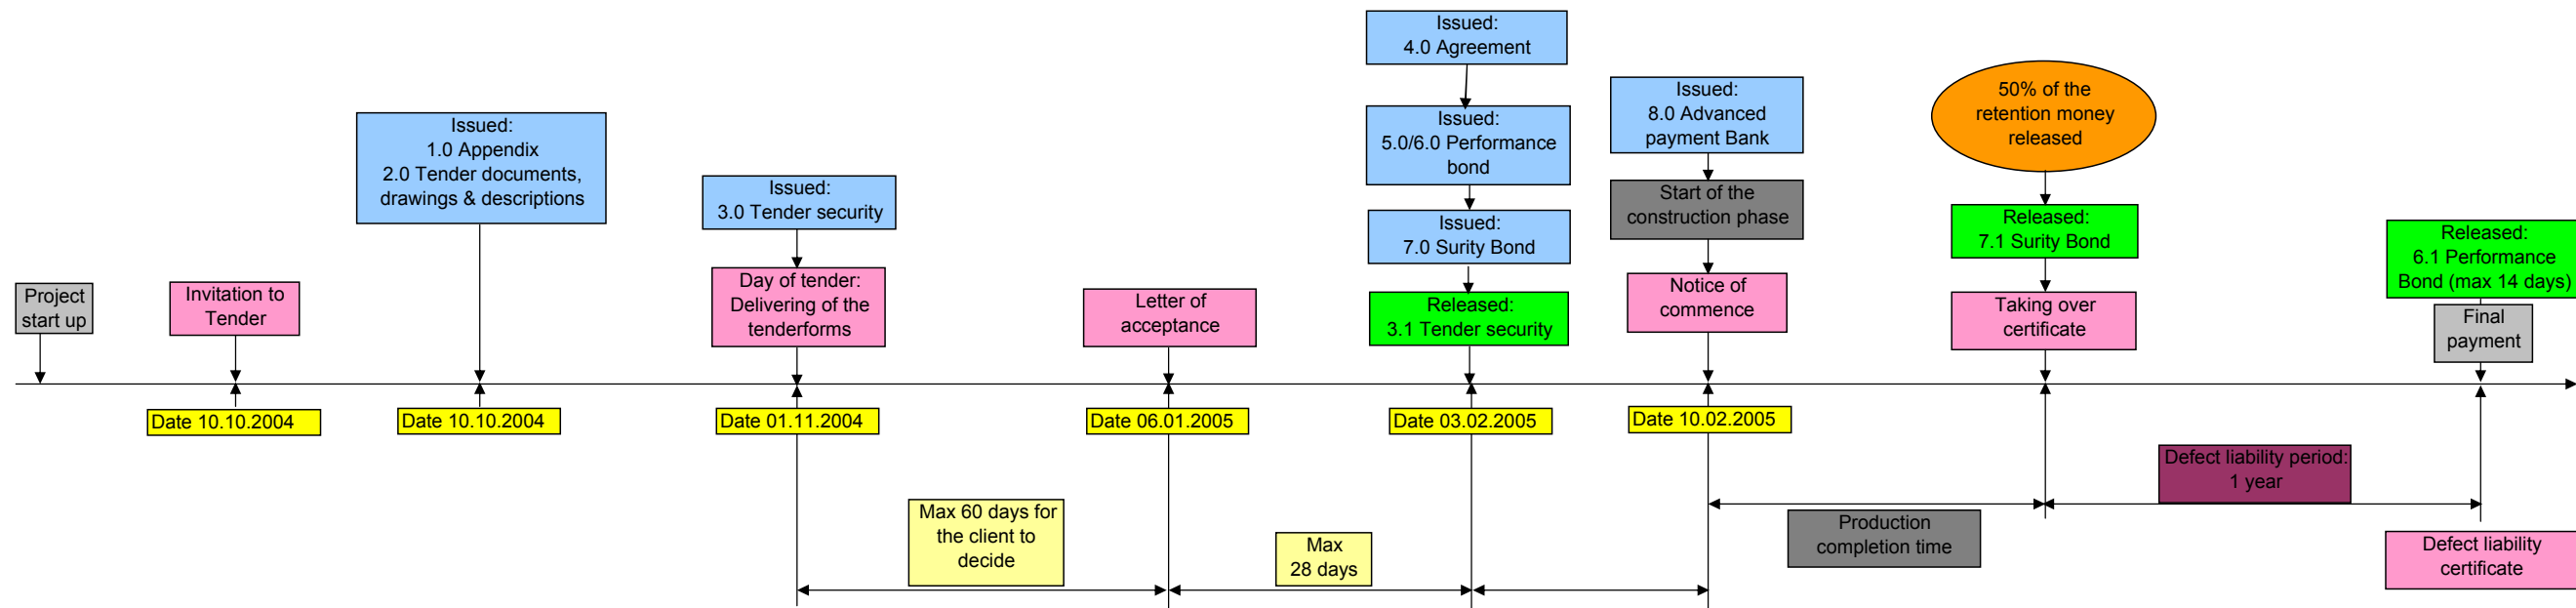 Project
start up
Invitation to
Tender
Issued:
1.0 Appendix
2.0 Tender documents,
drawings & descriptions
Issued:
3.0 Tender security
Day of tender:
Delivering of the
tenderforms
Letter of
acceptance
Issued:
4.0 Agreement
Issued:
5.0/6.0 Performance
bond
Issued:
7.0 Surity Bond
Released:
3.1 Tender security
Issued:
8.0 Advanced
payment Bank
Start of the
construction phase
Notice of
commence
50% of the
retention money
released
Released:
7.1 Surity Bond
Taking over
certificate
Released:
6.1 Performance
Bond (max 14 days)
Final
payment
Date 10.10.2004
Date 10.10.2004
Date 01.11.2004
Date 06.01.2005
Date 03.02.2005
Date 10.02.2005
Max 60 days for
the client to
decide
Max
28 days
Production
completion time
Defect liability period:
1 year
Defect liability
certificate